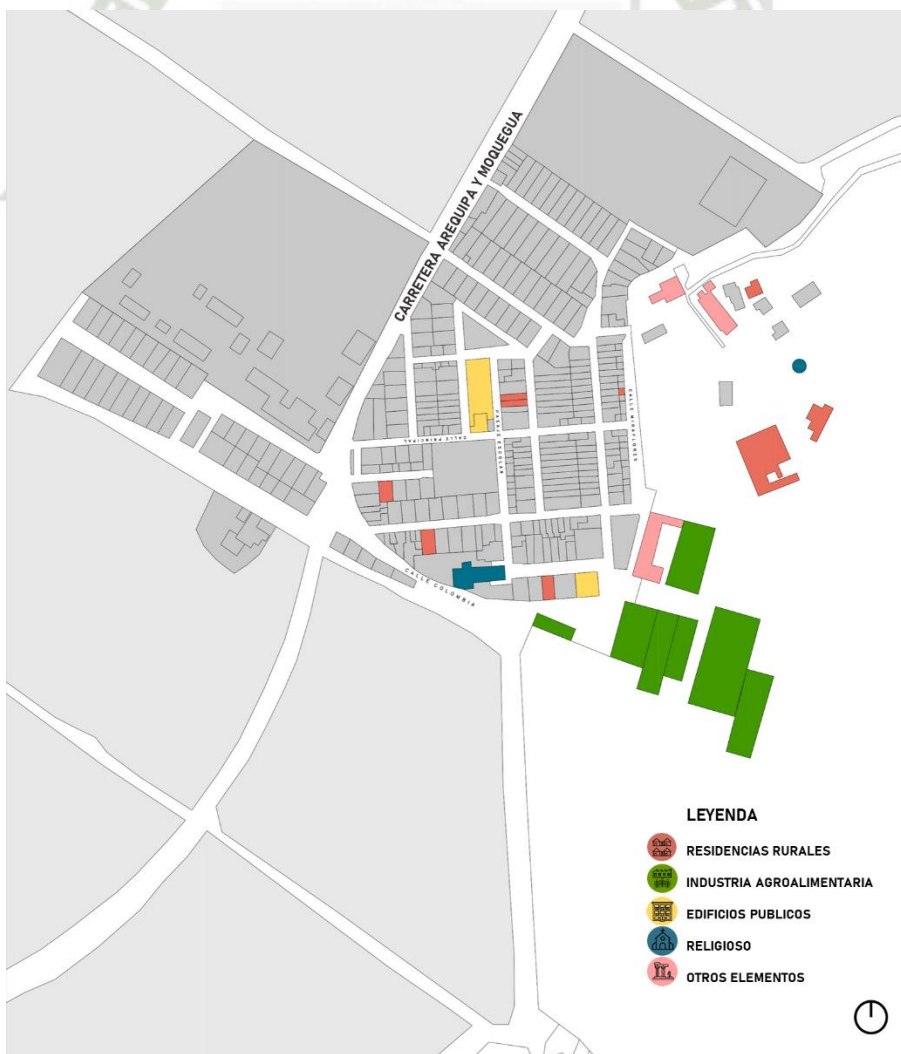 CARRETERA AREQUIPA Y MOQUEGUA
CALLE PRINCIPAL
PASAJE ESCOLAR
CALLE MIRAFLORES
CALLE COLOMBIA
LEYENDA
RESIDENCIAS RURALES
INDUSTRIA AGROALIMENTARIA
EDIFICIOS PUBLICOS
RELIGIOSO
OTROS ELEMENTOS